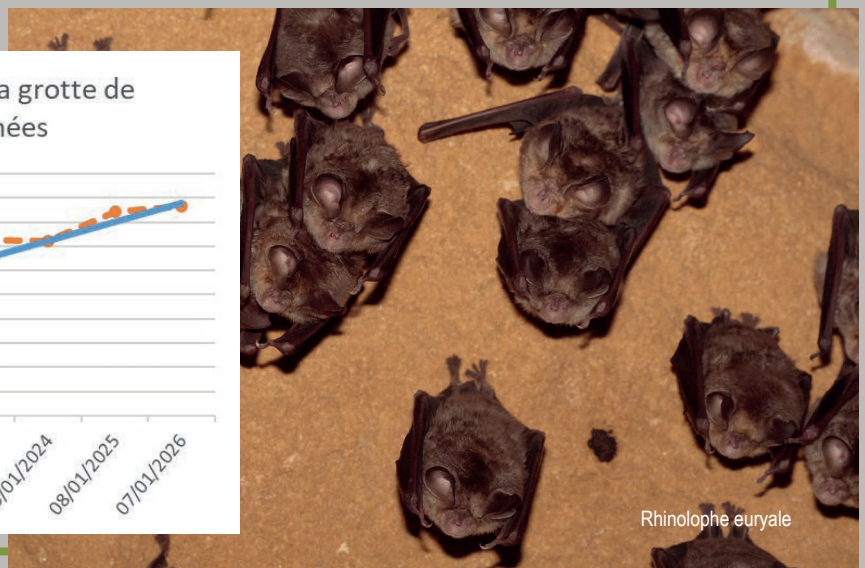 a grotte de
nées
/01/2024
08/01/2025
07/01/2026
Rhinolophe euryale